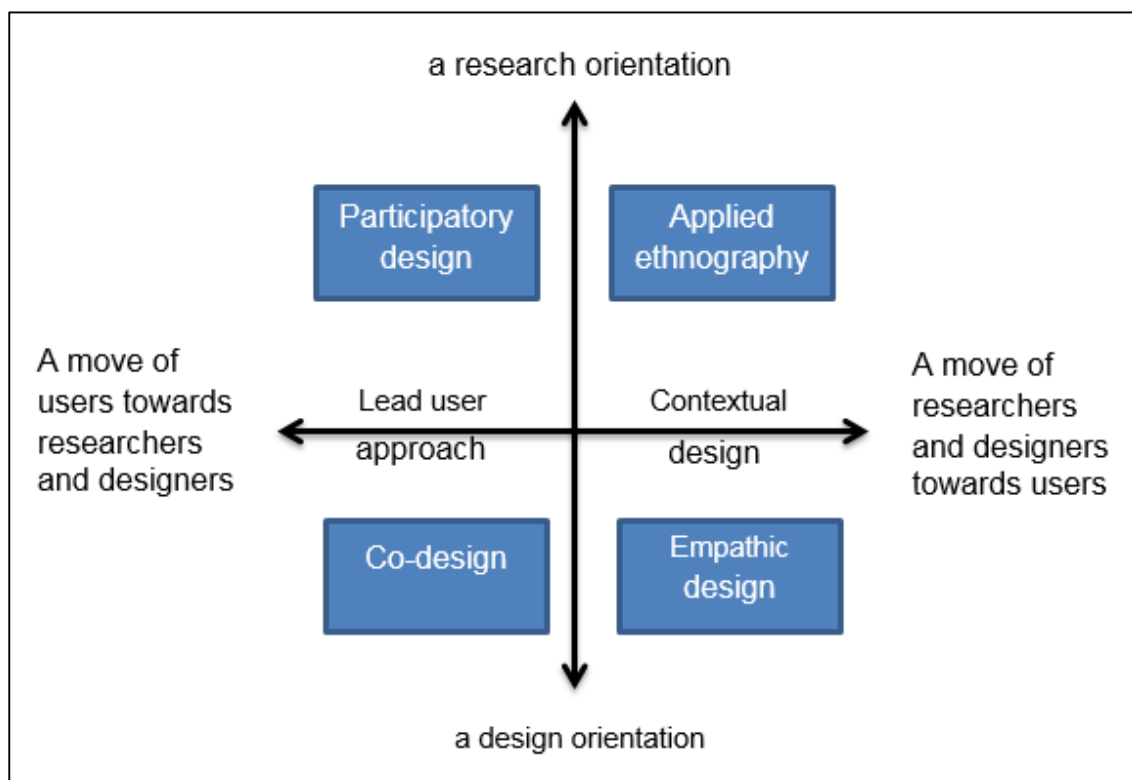 a research orientation
Participatory
design
Applied
ethnography
A move of
users towards
researchers
and designers
Lead user
approach
Contextual
design
A move of
researchers
and designers
towards users
Co-design
Empathic
design
a design orientation